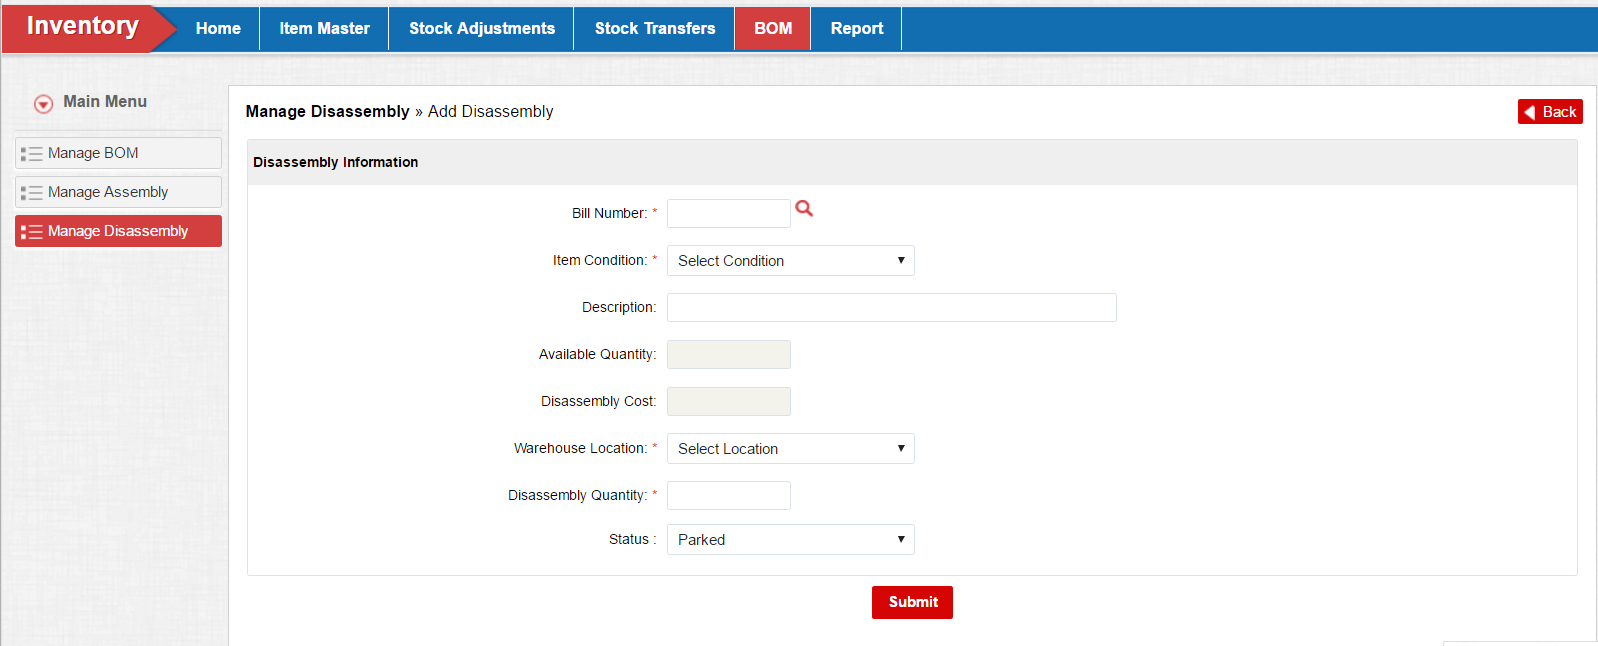 Inventory Home Item Master Stock Adjustments Stock Transfers BOM Report
Main Menu
Manage BOM
Manage Assembly
Manage Disassembly
Manage Disassembly » Add Disassembly
Back
Disassembly Information
Bill Number: *
Item Condition: * Select Condition
Description:
Available Quantity:
Disassembly Cost:
Warehouse Location: * Select Location
Disassembly Quantity: *
Status : Parked
Submit